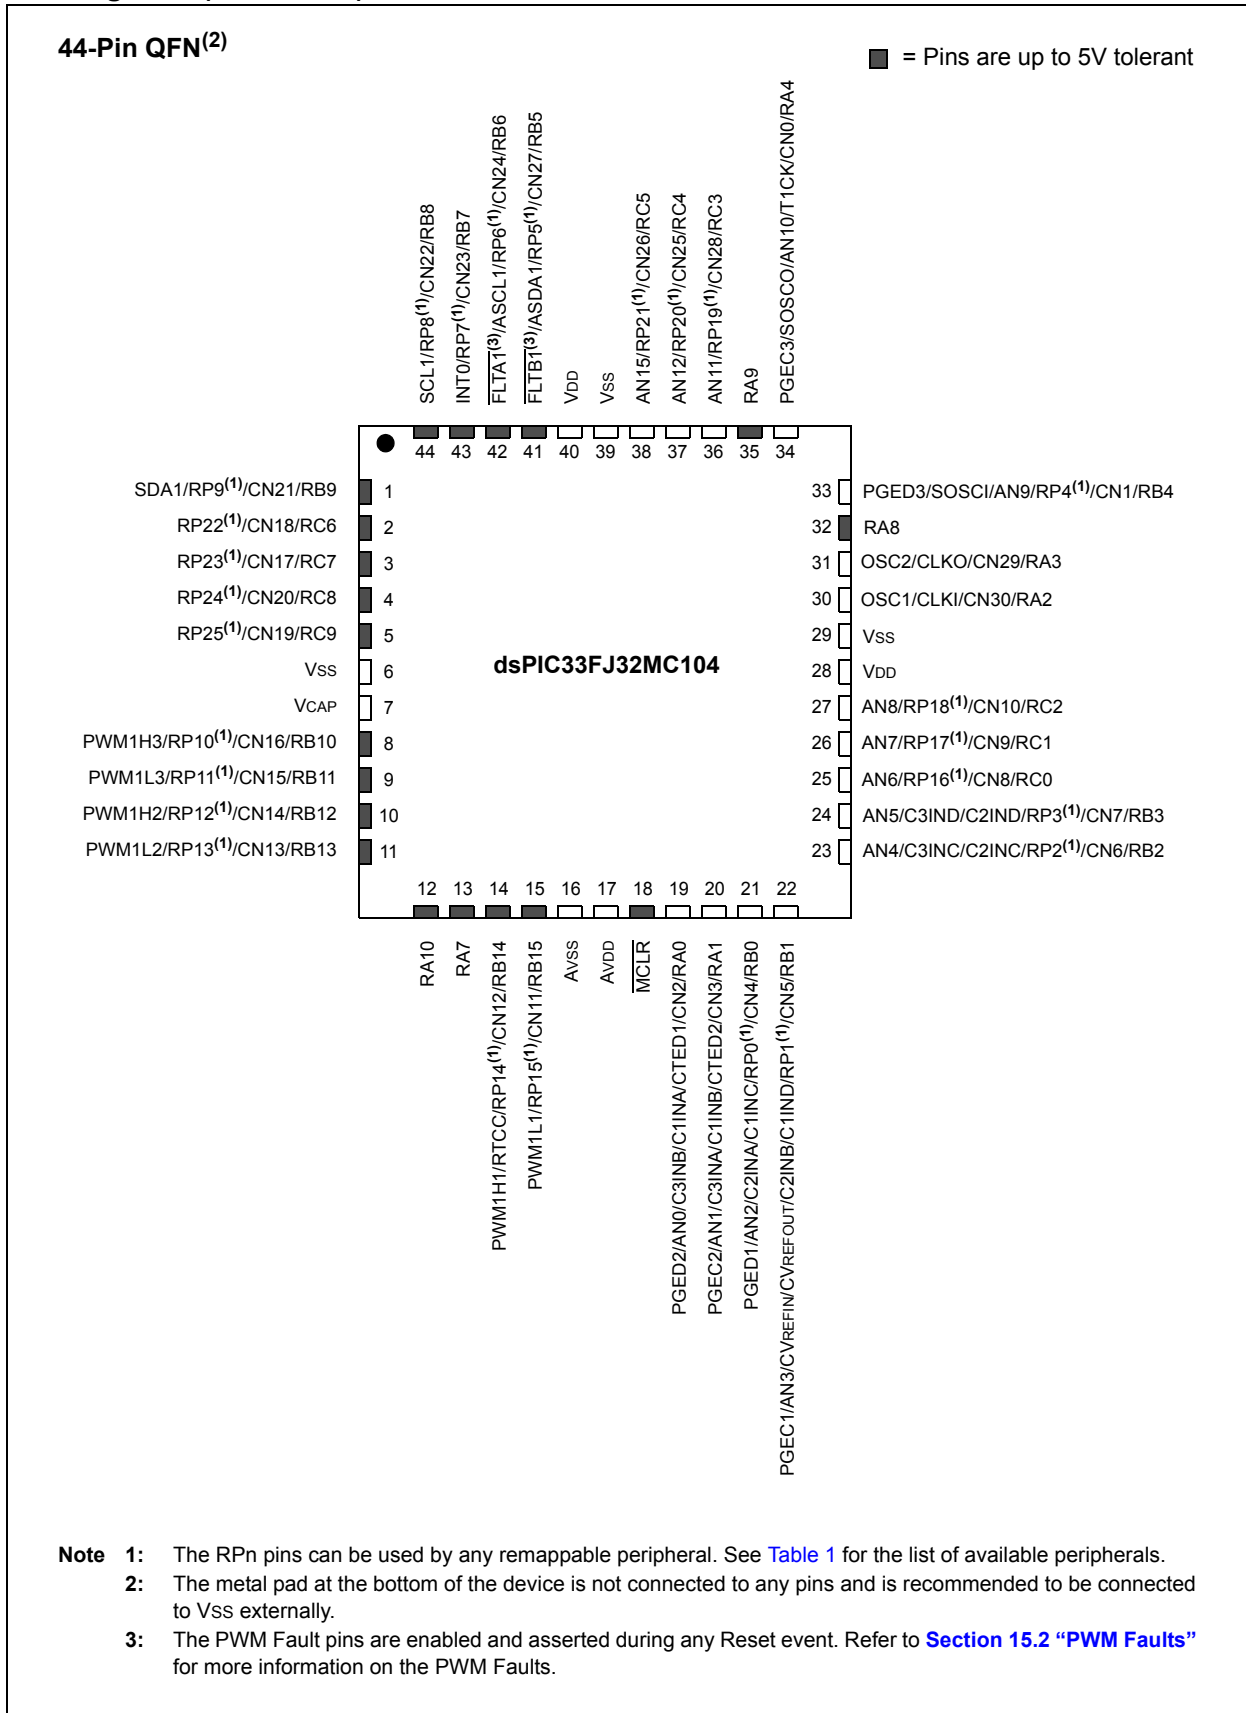 44-Pin QFN(2)
= Pins are up to 5V tolerant
SCL1/RP8(1)/CN22/RB8
INT0/RP7(1)/CN23/RB7
FLTA1(3)/ASCL1/RP6(1)/CN24/RB6
FLTB1(3)/ASDA1/RP5(1)/CN27/RB5
VDD
VSS
AN15/RP21(1)/CN26/RC5
AN12/RP20(1)/CN25/RC4
AN11/RP19(1)/CN28/RC3
RA9
PGEC3/SOSCO/AN10/T1CK/CN0/RA4
44 43 42 41 40 39 38 37 36 35 34
SDA1/RP9(1)/CN21/RB9 1
RP22(1)/CN18/RC6 2
RP23(1)/CN17/RC7 3
RP24(1)/CN20/RC8 4
RP25(1)/CN19/RC9 5
VSS 6
VCAP 7
PWM1H3/RP10(1)/CN16/RB10 8
PWM1L3/RP11(1)/CN15/RB11 9
PWM1H2/RP12(1)/CN14/RB12 10
PWM1L2/RP13(1)/CN13/RB13 11
dsPIC33FJ32MC104
33 PGED3/SOSCI/AN9/RP4(1)/CN1/RB4
32 RA8
31 OSC2/CLKO/CN29/RA3
30 OSC1/CLKI/CN30/RA2
29 VSS
28 VDD
27 AN8/RP18(1)/CN10/RC2
26 AN7/RP17(1)/CN9/RC1
25 AN6/RP16(1)/CN8/RC0
24 AN5/C3IND/C2IND/RP3(1)/CN7/RB3
23 AN4/C3INC/C2INC/RP2(1)/CN6/RB2
12 13 14 15 16 17 18 19 20 21 22
RA10
RA7
PWM1H1/RTCC/RP14(1)/CN12/RB14
PWM1L1/RP15(1)/CN11/RB15
AVSS
AVDD
MCLR
PGED2/AN0/C3INB/C1INA/CTED1/CN2/RA0
PGEC2/AN1/C3INA/C1INB/CTED2/CN3/RA1
PGED1/AN2/C2INA/C1INC/RP0(1)/CN4/RB0
PGEC1/AN3/CVREFIN/CVREFOUT/C2INB/C1IND/RP1(1)/CN5/RB1
Note 1: The RPn pins can be used by any remappable peripheral. See Table 1 for the list of available peripherals.
2: The metal pad at the bottom of the device is not connected to any pins and is recommended to be connected
to VSS externally.
3: The PWM Fault pins are enabled and asserted during any Reset event. Refer to Section 15.2 “PWM Faults”
for more information on the PWM Faults.